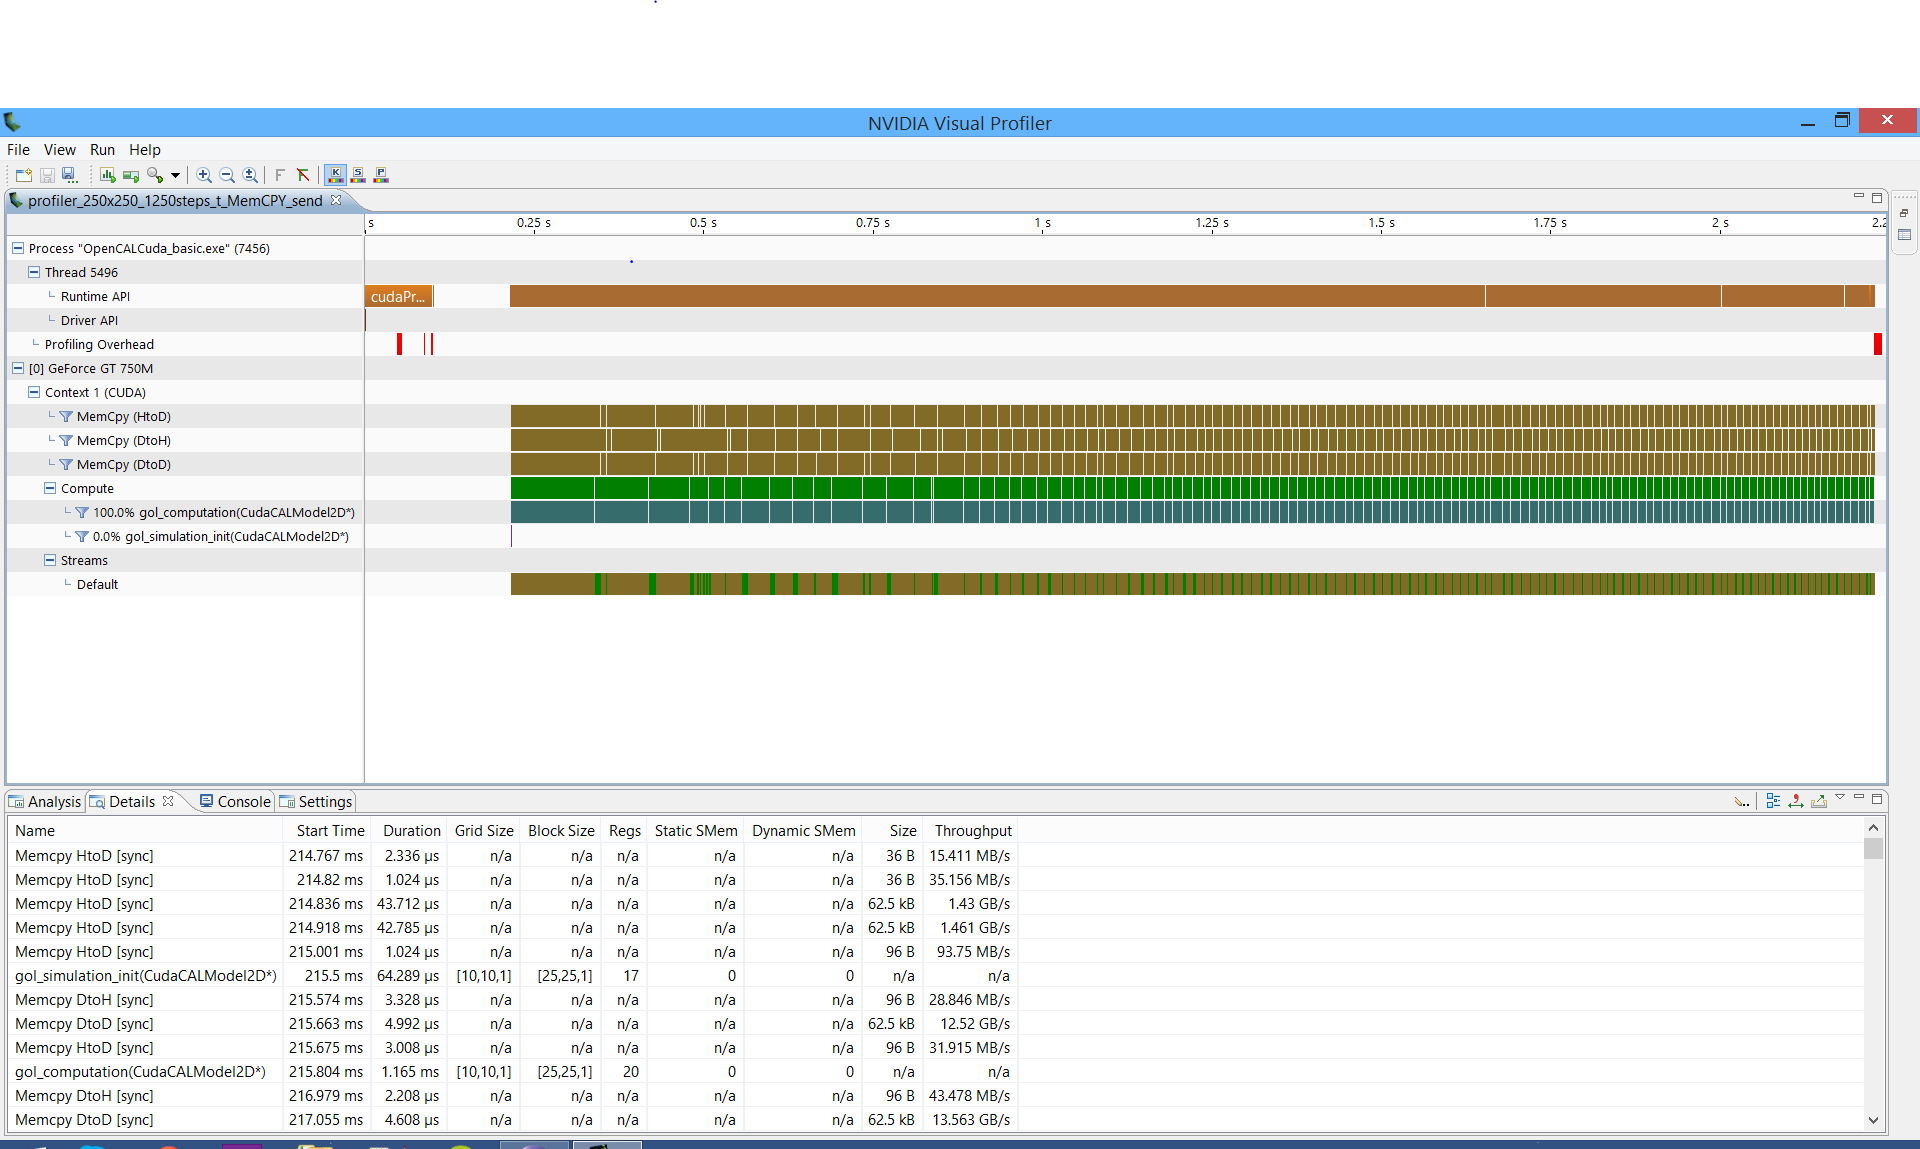 NVIDIA Visual Profiler
File View Run Help
F K S P
profiler_250x250_1250steps_t_MemCPY_send
s 0.25 s 0.5 s 0.75 s 1 s 1.25 s 1.5 s 1.75 s 2 s 2.2
Process "OpenCALCuda_basic.exe" (7456)
Thread 5496
Runtime API cudaPr...
Driver API
Profiling Overhead
[0] GeForce GT 750M
Context 1 (CUDA)
MemCpy (HtoD)
MemCpy (DtoH)
MemCpy (DtoD)
Compute
100.0% gol_computation(CudaCALModel2D*)
0.0% gol_simulation_init(CudaCALModel2D*)
Streams
Default
Analysis Details Console Settings
Name Start Time Duration Grid Size Block Size Regs Static SMem Dynamic SMem Size Throughput
Memcpy HtoD [sync] 214.767 ms 2.336 µs n/a n/a n/a n/a n/a 36 B 15.411 MB/s
Memcpy HtoD [sync] 214.82 ms 1.024 µs n/a n/a n/a n/a n/a 36 B 35.156 MB/s
Memcpy HtoD [sync] 214.836 ms 43.712 µs n/a n/a n/a n/a n/a 62.5 kB 1.43 GB/s
Memcpy HtoD [sync] 214.918 ms 42.785 µs n/a n/a n/a n/a n/a 62.5 kB 1.461 GB/s
Memcpy HtoD [sync] 215.001 ms 1.024 µs n/a n/a n/a n/a n/a 96 B 93.75 MB/s
gol_simulation_init(CudaCALModel2D*) 215.5 ms 64.289 µs [10,10,1] [25,25,1] 17 0 0 n/a n/a
Memcpy DtoH [sync] 215.574 ms 3.328 µs n/a n/a n/a n/a n/a 96 B 28.846 MB/s
Memcpy DtoD [sync] 215.663 ms 4.992 µs n/a n/a n/a n/a n/a 62.5 kB 12.52 GB/s
Memcpy HtoD [sync] 215.675 ms 3.008 µs n/a n/a n/a n/a n/a 96 B 31.915 MB/s
gol_computation(CudaCALModel2D*) 215.804 ms 1.165 ms [10,10,1] [25,25,1] 20 0 0 n/a n/a
Memcpy DtoH [sync] 216.979 ms 2.208 µs n/a n/a n/a n/a n/a 96 B 43.478 MB/s
Memcpy DtoD [sync] 217.055 ms 4.608 µs n/a n/a n/a n/a n/a 62.5 kB 13.563 GB/s